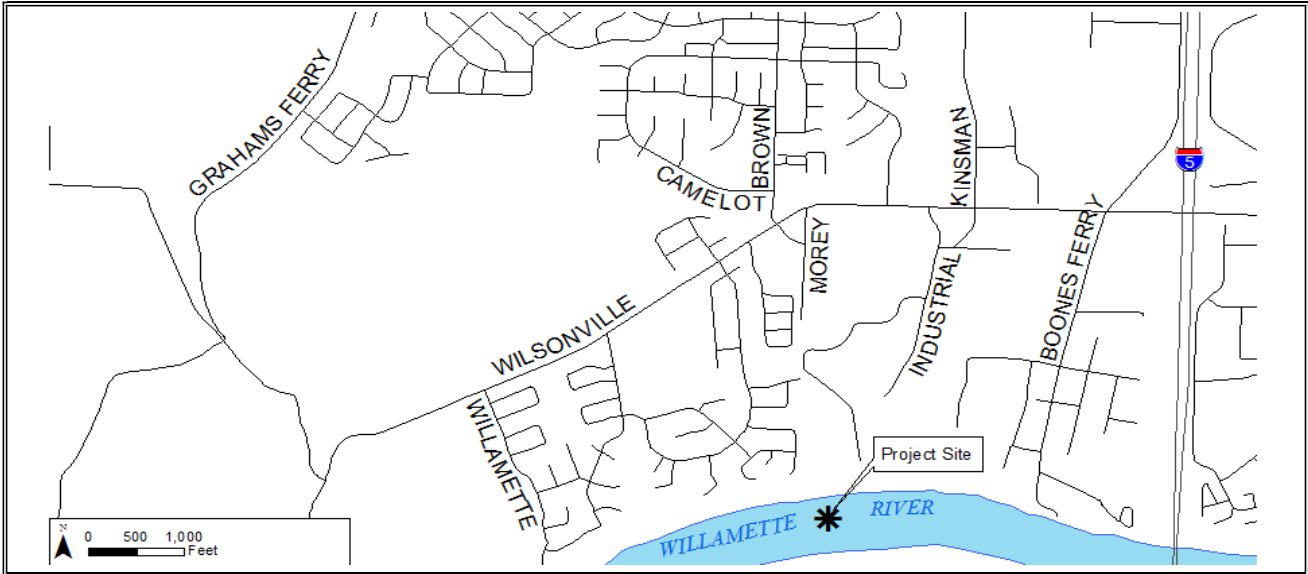 GRAHAMS FERRY
BROWN
KINSMAN
5
CAMELOT
BOONES FERRY
MOREY
INDUSTRIAL
WILSONVILLE
WILLAMETTE
Project Site
WILLAMETTE RIVER
N
0 500 1,000
Feet